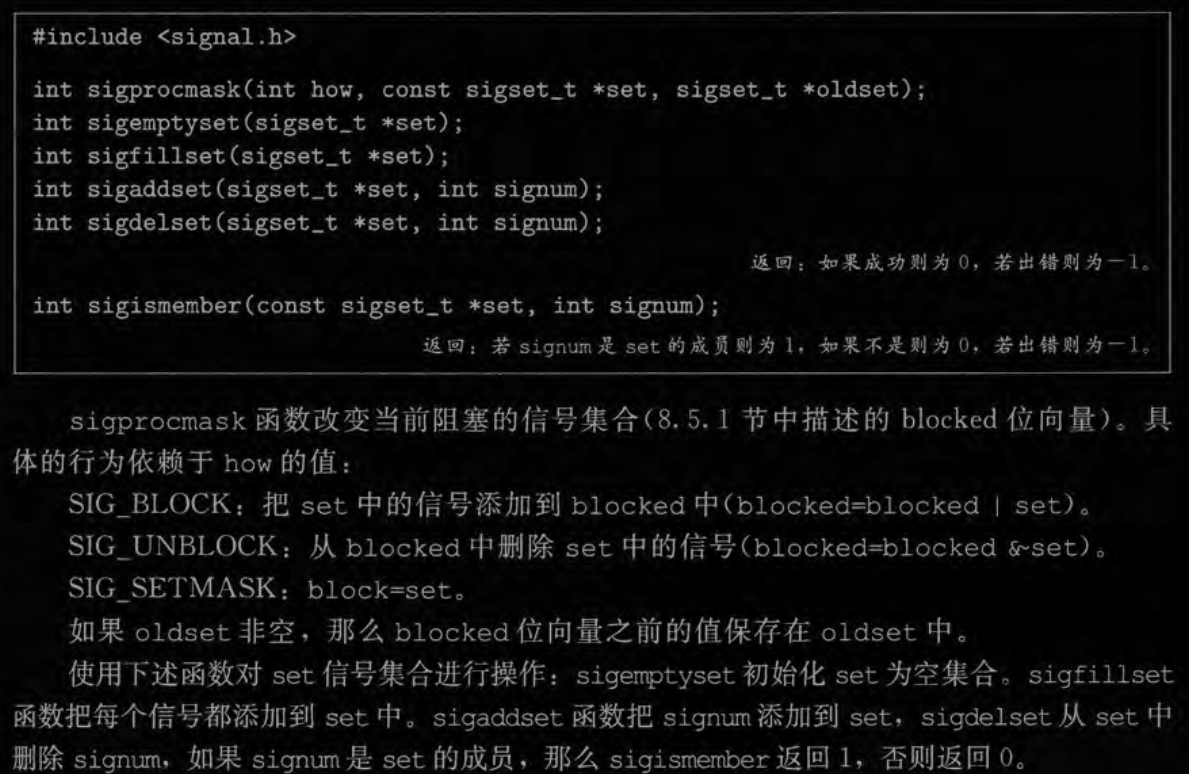 #include <signal.h>
int sigprocmask(int how, const sigset_t *set, sigset_t *oldset);
int sigemptyset(sigset_t *set);
int sigfillset(sigset_t *set);
int sigaddset(sigset_t *set, int signum);
int sigdelset(sigset_t *set, int signum);
返回：如果成功则为 0，若出错则为－1。
int sigismember(const sigset_t *set, int signum);
返回：若 signum 是 set 的成员则为 1，如果不是则为 0，若出错则为－1。
sigprocmask 函数改变当前阻塞的信号集合(8.5.1 节中描述的 blocked 位向量)。具
体的行为依赖于 how 的值：
SIG_BLOCK：把 set 中的信号添加到 blocked 中(blocked=blocked | set)。
SIG_UNBLOCK：从 blocked 中删除 set 中的信号(blocked=blocked &~set)。
SIG_SETMASK：block=set。
如果 oldset 非空，那么 blocked 位向量之前的值保存在 oldset 中。
使用下述函数对 set 信号集合进行操作：sigemptyset 初始化 set 为空集合。sigfillset
函数把每个信号都添加到 set 中。sigaddset 函数把 signum 添加到 set，sigdelset 从 set 中
删除 signum，如果 signum 是 set 的成员，那么 sigismember 返回 1，否则返回 0。